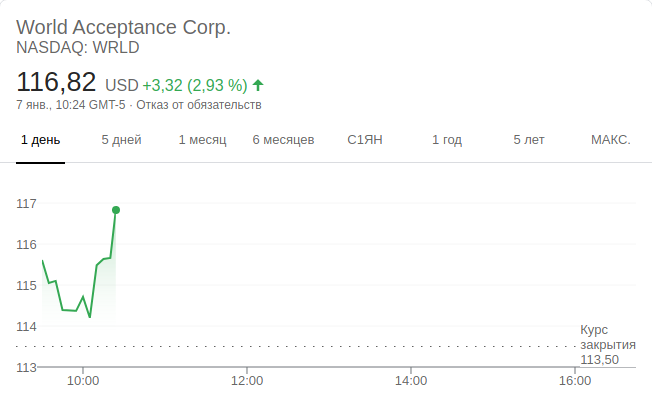 World Acceptance Corp.
NASDAQ: WRLD
116,82 USD +3,32 (2,93 %)
7 янв., 10:24 GMT-5 · Отказ от обязательств
1 день 5 дней 1 месяц 6 месяцев С1ЯН 1 год 5 лет МАКС.
117
116
115
114
113
Курс
закрытия
113,50
10:00 12:00 14:00 16:00